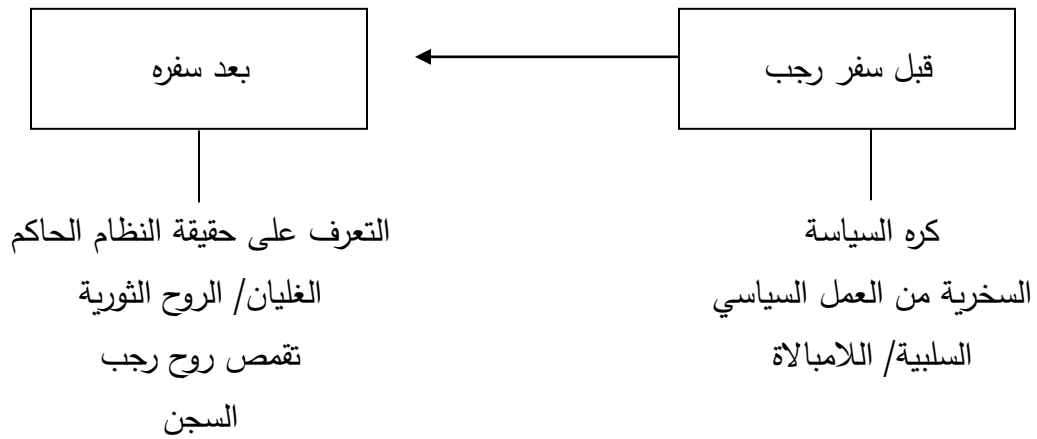 قبل سفر رجب
بعد سفره
كره السياسة
السخرية من العمل السياسي
السلبية/ اللامبالاة
التعرف على حقيقة النظام الحاكم
الغليان/ الروح الثورية
تقمص روح رجب
السجن